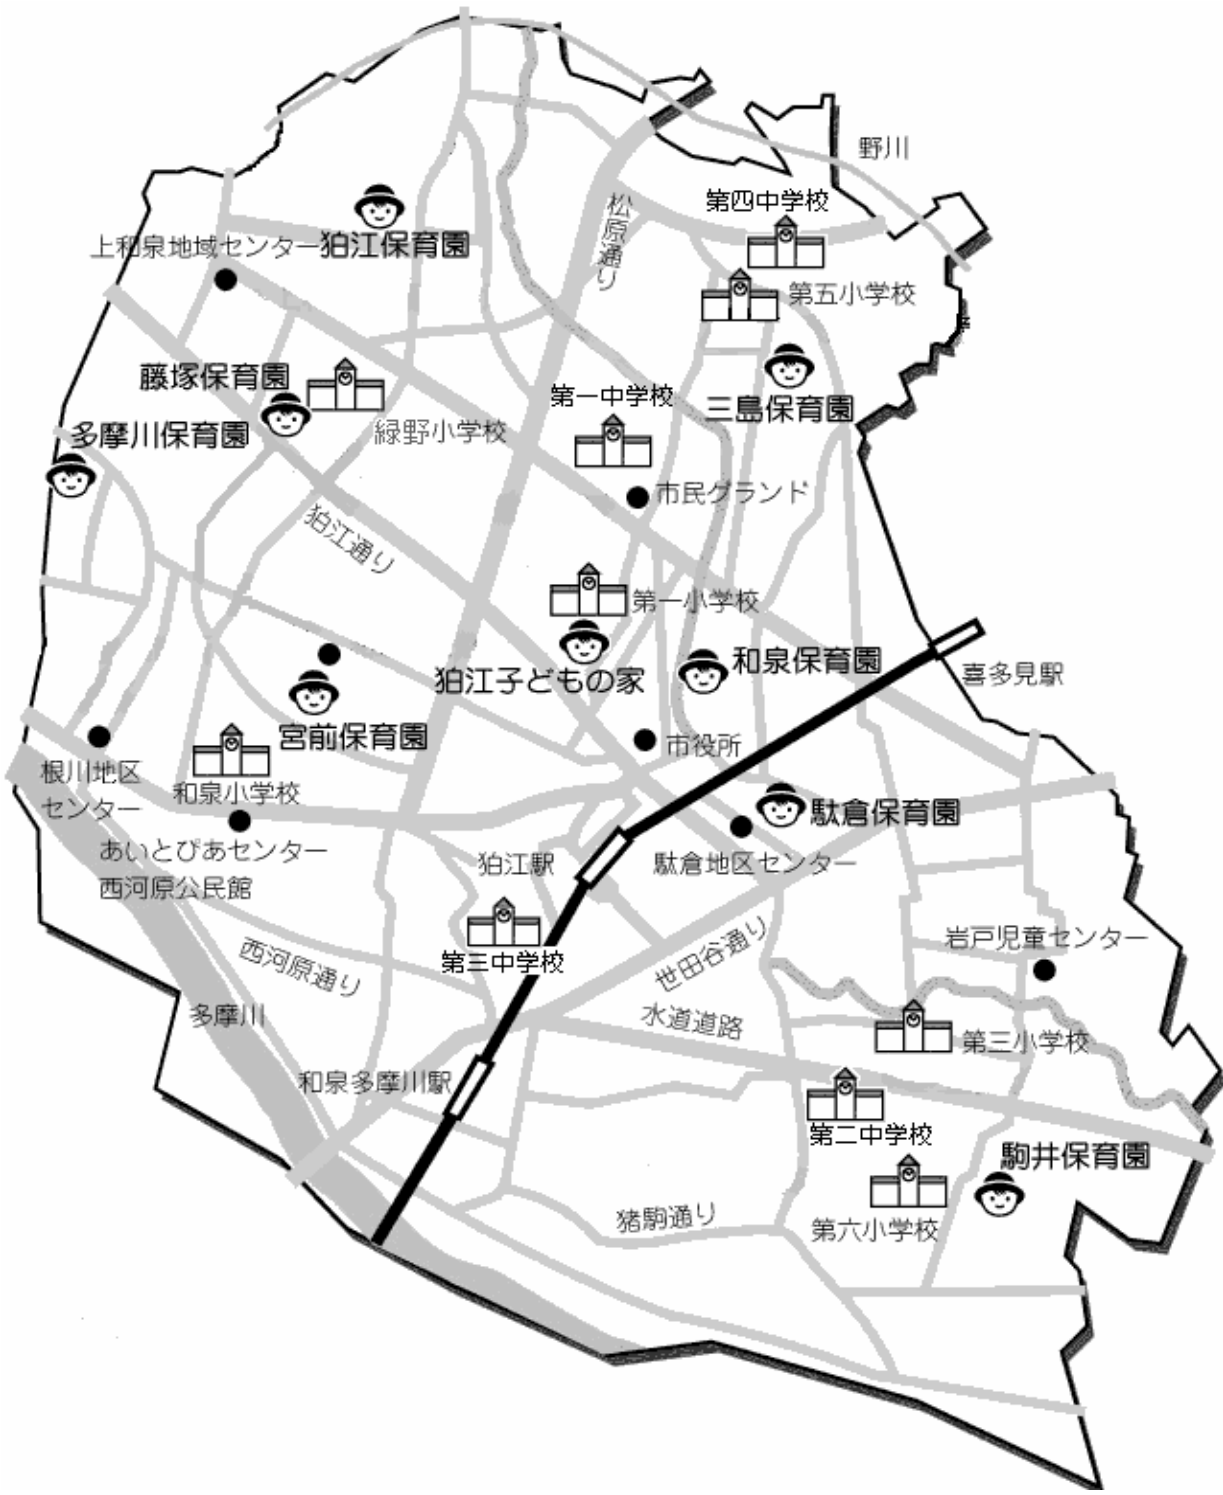 野川
第四中学校
松原通り
上和泉地域センター
狛江保育園
第五小学校
藤塚保育園
第一中学校
三島保育園
多摩川保育園
緑野小学校
市民グランド
狛江通り
第一小学校
狛江子どもの家
和泉保育園
喜多見駅
宮前保育園
市役所
根川地区
センター
和泉小学校
駄倉保育園
あいとぴあセンター
西河原公民館
狛江駅
駄倉地区センター
第三中学校
世田谷通り
岩戸児童センター
西河原通り
多摩川
水道道路
第三小学校
和泉多摩川駅
第二中学校
駒井保育園
猪駒通り
第六小学校